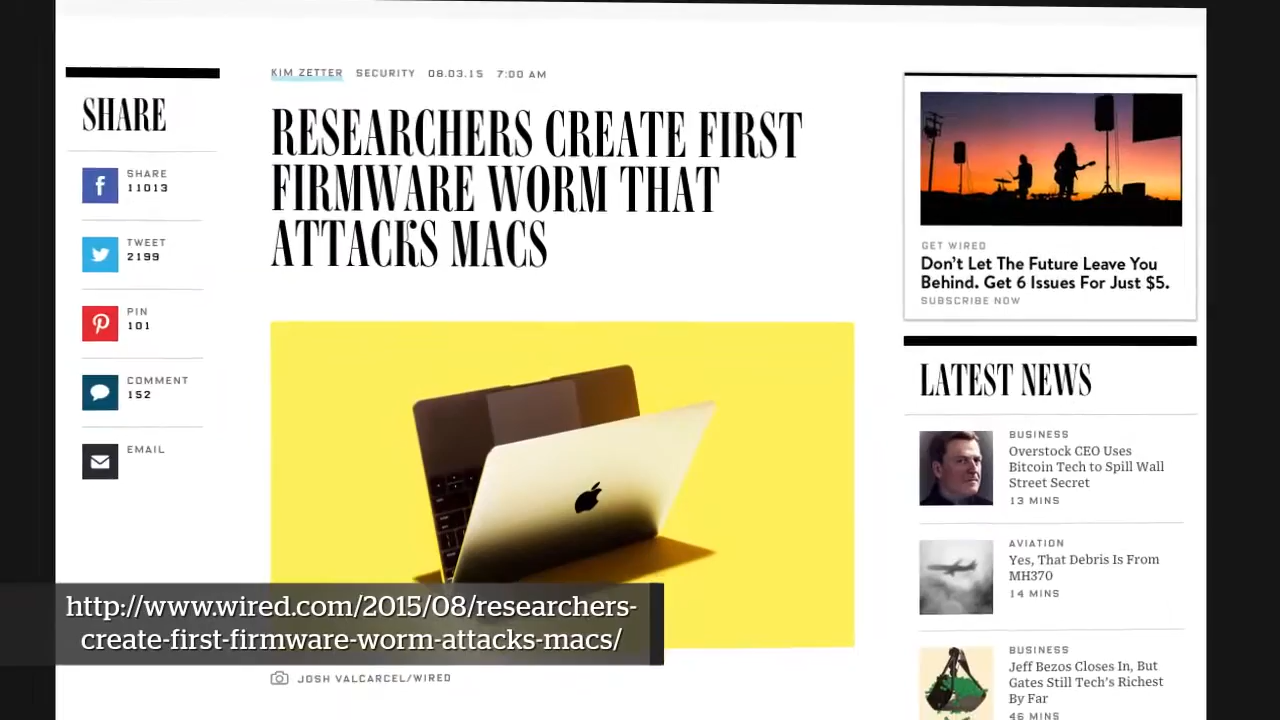 SHARE
SHARE
11013
TWEET
2199
PIN
101
COMMENT
152
EMAIL
KIM ZETTER SECURITY 08.03.15 7:00 AM
RESEARCHERS CREATE FIRST
FIRMWARE WORM THAT
ATTACKS MACS
http://www.wired.com/2015/08/researchers-
create-first-firmware-worm-attacks-macs/
JOSH VALCARCEL/WIRED
GET WIRED
Don't Let The Future Leave You
Behind. Get 6 Issues For Just $5.
SUBSCRIBE NOW
LATEST NEWS
BUSINESS
Overstock CEO Uses
Bitcoin Tech to Spill Wall
Street Secret
13 MINS
AVIATION
Yes, That Debris Is From
MH370
14 MINS
BUSINESS
Jeff Bezos Closes In, But
Gates Still Tech's Richest
By Far
46 MINS